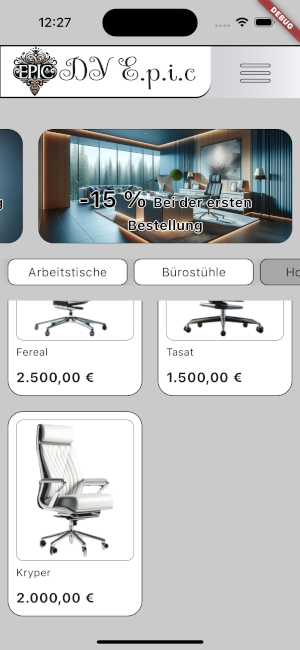 12:27
DEBUG
EPIC DV E.p.i.c
-15 % Bei der ersten
Bestellung
Arbeitstische Bürostühle Ho
Fereal Tasat
2.500,00 € 1.500,00 €
Kryper
2.000,00 €